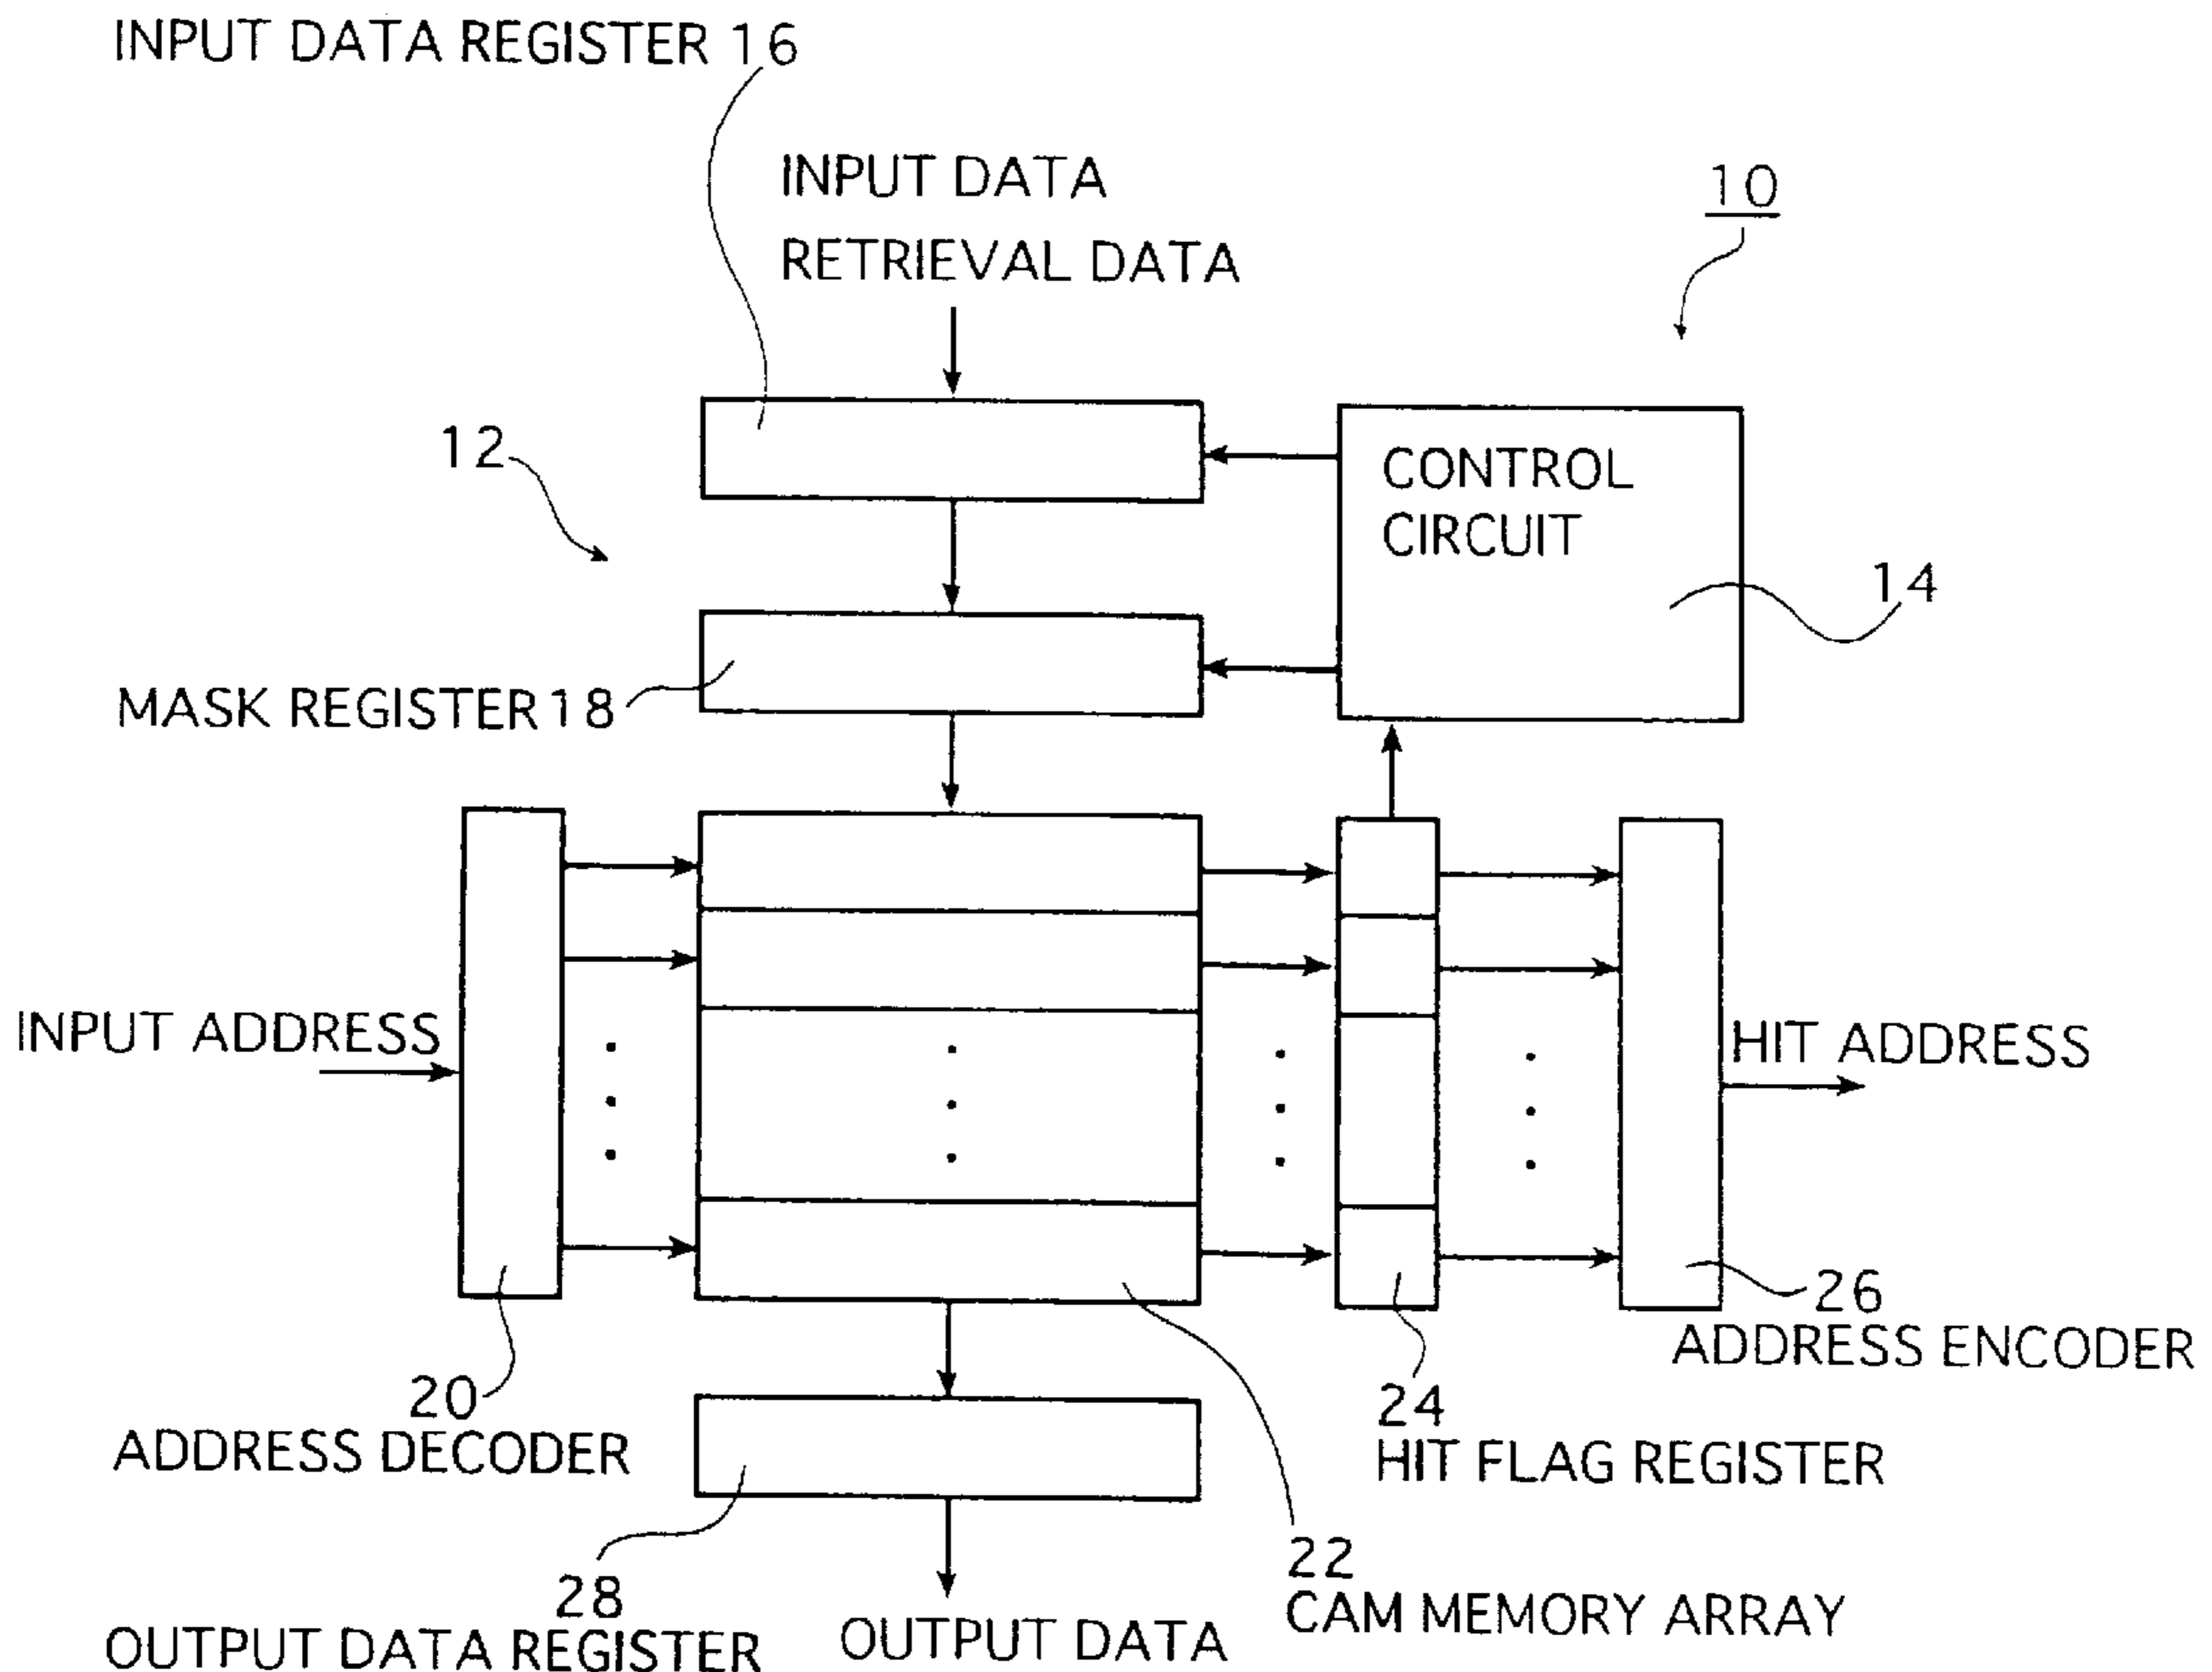 INPUT DATA REGISTER 16
INPUT DATA
RETRIEVAL DATA
10
12
CONTROL
CIRCUIT
14
MASK REGISTER 18
INPUT ADDRESS
HIT ADDRESS
26
ADDRESS ENCODER
20
ADDRESS DECODER
24
HIT FLAG REGISTER
22
CAM MEMORY ARRAY
28
OUTPUT DATA REGISTER
OUTPUT DATA